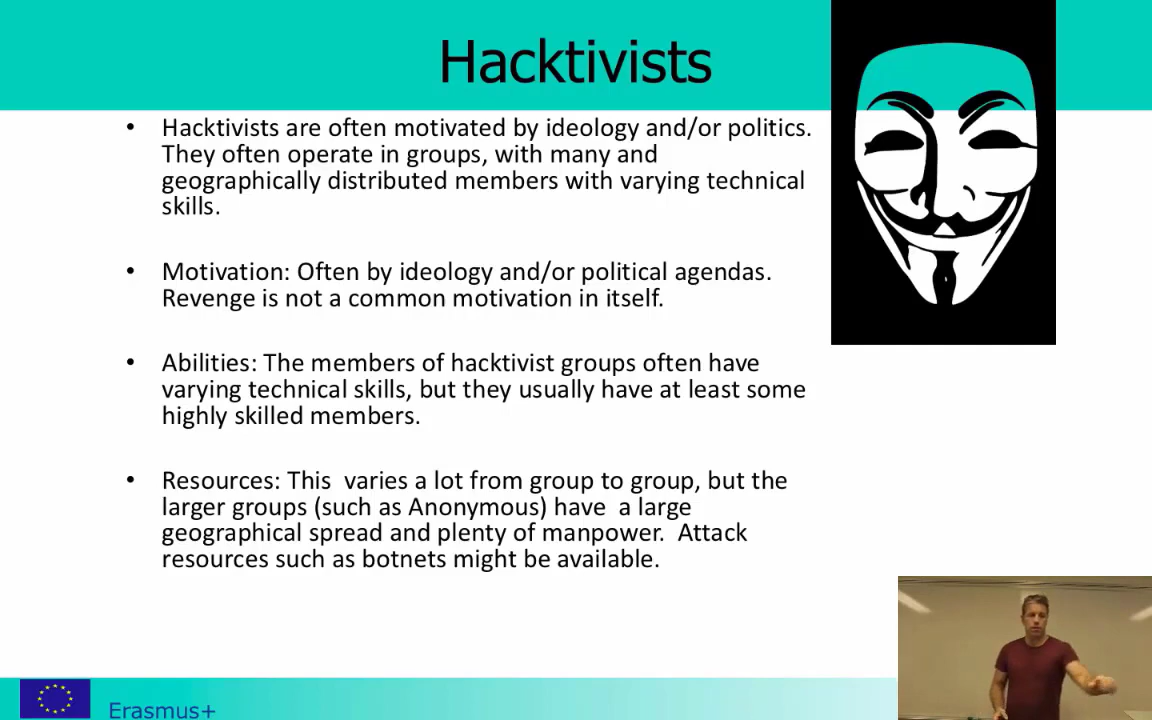 Hacktivists
• Hacktivists are often motivated by ideology and/or politics.
They often operate in groups, with many and
geographically distributed members with varying technical
skills.
• Motivation: Often by ideology and/or political agendas.
Revenge is not a common motivation in itself.
• Abilities: The members of hacktivist groups often have
varying technical skills, but they usually have at least some
highly skilled members.
• Resources: This  varies a lot from group to group, but the
larger groups (such as Anonymous) have  a large
geographical spread and plenty of manpower.  Attack
resources such as botnets might be available.
Erasmus+